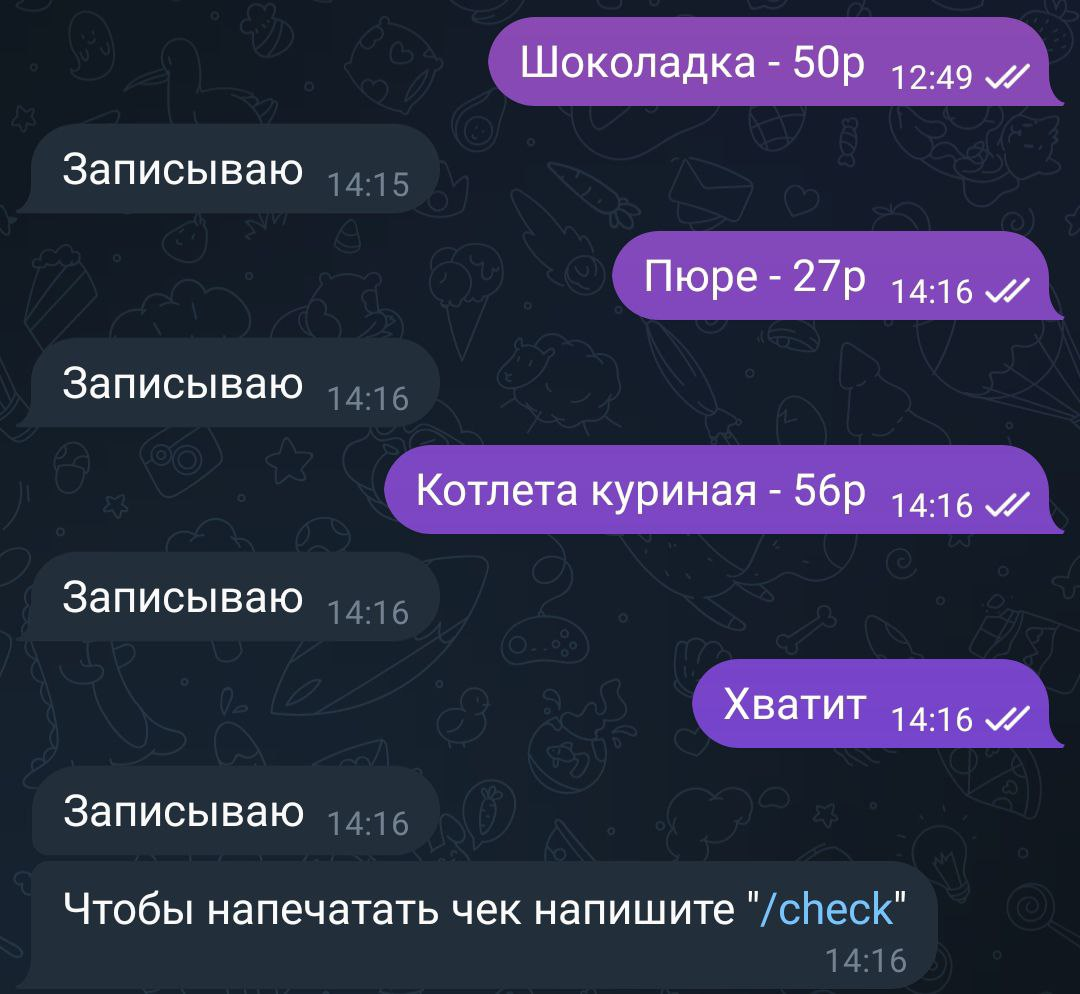 Шоколадка - 50р 12:49
Записываю 14:15
Пюре - 27р 14:16
Записываю 14:16
Котлета куриная - 56р 14:16
Записываю 14:16
Хватит 14:16
Записываю 14:16
Чтобы напечатать чек напишите "/check"
14:16